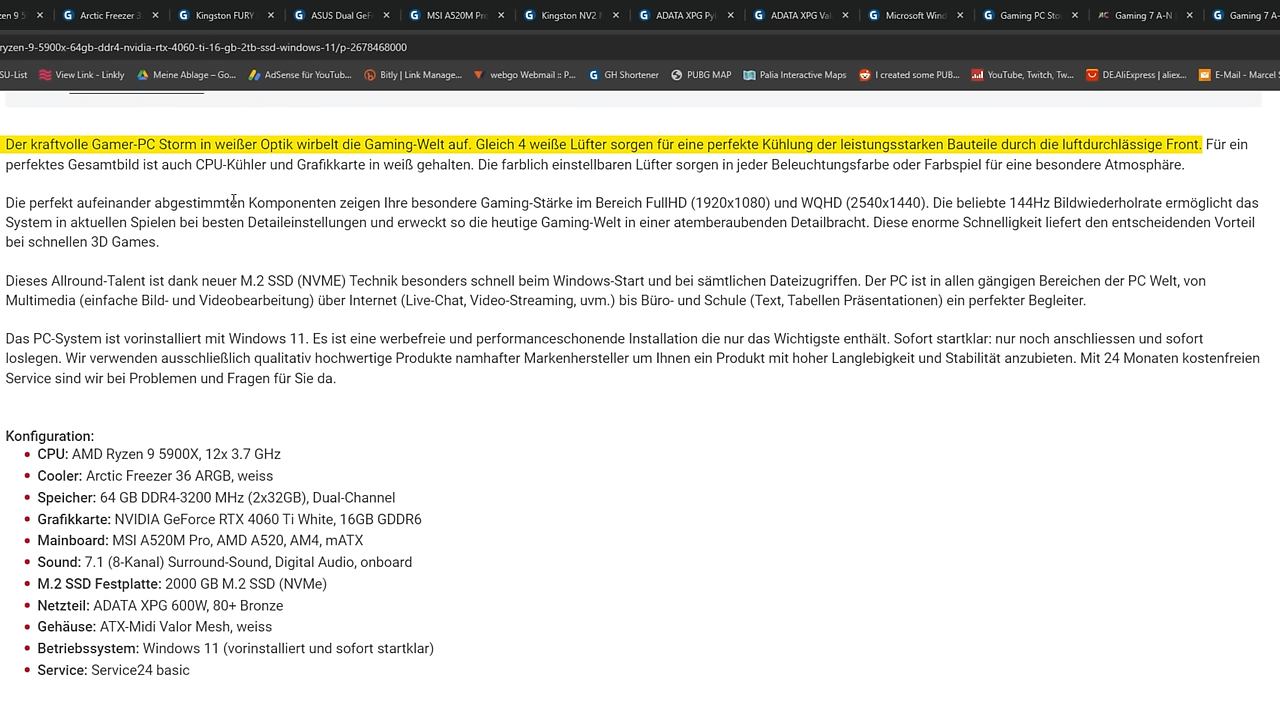 en 9 5
Arctic Freezer 3
Kingston FURY
ASUS Dual GeF
MSI A520M Pro
Kingston NV2
ADATA XPG Py
ADATA XPG Va
Microsoft Wind
Gaming PC Sto
Gaming 7 A-N
Gaming 7 A-
ryzen-9-5900x-64gb-ddr4-nvidia-rtx-4060-ti-16-gb-2tb-ssd-windows-11/p-2678468000
SU-List
View Link - Linkly
Meine Ablage – Go...
AdSense für YouTub...
Bitly | Link Manage...
webgo Webmail :: P...
GH Shortener
PUBG MAP
Palia Interactive Maps
I created some PUB...
YouTube, Twitch, Tw...
DE.AliExpress | aliex...
E-Mail - Marcel S
Der kraftvolle Gamer-PC Storm in weißer Optik wirbelt die Gaming-Welt auf. Gleich 4 weiße Lüfter sorgen für eine perfekte Kühlung der leistungsstarken Bauteile durch die luftdurchlässige Front. Für ein
perfektes Gesamtbild ist auch CPU-Kühler und Grafikkarte in weiß gehalten. Die farblich einstellbaren Lüfter sorgen in jeder Beleuchtungsfarbe oder Farbspiel für eine besondere Atmosphäre.
Die perfekt aufeinander abgestimmten Komponenten zeigen Ihre besondere Gaming-Stärke im Bereich FullHD (1920x1080) und WQHD (2540x1440). Die beliebte 144Hz Bildwiederholrate ermöglicht das
System in aktuellen Spielen bei besten Detaileinstellungen und erweckt so die heutige Gaming-Welt in einer atemberaubenden Detailbracht. Diese enorme Schnelligkeit liefert den entscheidenden Vorteil
bei schnellen 3D Games.
Dieses Allround-Talent ist dank neuer M.2 SSD (NVME) Technik besonders schnell beim Windows-Start und bei sämtlichen Dateizugriffen. Der PC ist in allen gängigen Bereichen der PC Welt, von
Multimedia (einfache Bild- und Videobearbeitung) über Internet (Live-Chat, Video-Streaming, uvm.) bis Büro- und Schule (Text, Tabellen Präsentationen) ein perfekter Begleiter.
Das PC-System ist vorinstalliert mit Windows 11. Es ist eine werbefreie und performanceschonende Installation die nur das Wichtigste enthält. Sofort startklar: nur noch anschliessen und sofort
loslegen. Wir verwenden ausschließlich qualitativ hochwertige Produkte namhafter Markenhersteller um Ihnen ein Produkt mit hoher Langlebigkeit und Stabilität anzubieten. Mit 24 Monaten kostenfreien
Service sind wir bei Problemen und Fragen für Sie da.
Konfiguration:
CPU: AMD Ryzen 9 5900X, 12x 3.7 GHz
Cooler: Arctic Freezer 36 ARGB, weiss
Speicher: 64 GB DDR4-3200 MHz (2x32GB), Dual-Channel
Grafikkarte: NVIDIA GeForce RTX 4060 Ti White, 16GB GDDR6
Mainboard: MSI A520M Pro, AMD A520, AM4, mATX
Sound: 7.1 (8-Kanal) Surround-Sound, Digital Audio, onboard
M.2 SSD Festplatte: 2000 GB M.2 SSD (NVMe)
Netzteil: ADATA XPG 600W, 80+ Bronze
Gehäuse: ATX-Midi Valor Mesh, weiss
Betriebssystem: Windows 11 (vorinstalliert und sofort startklar)
Service: Service24 basic